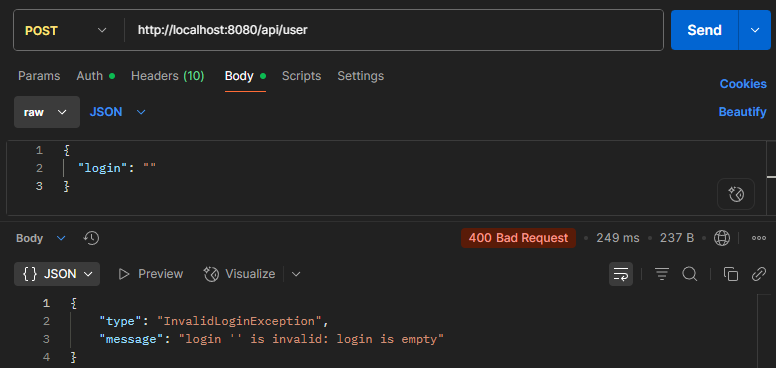 POST http://localhost:8080/api/user Send
Params Auth Headers (10) Body Scripts Settings
Cookies
raw JSON Beautify
1 {
2 "login": ""
3 }
Body 400 Bad Request • 249 ms • 237 B
{} JSON Preview Visualize
1 {
2 "type": "InvalidLoginException",
3 "message": "login '' is invalid: login is empty"
4 }